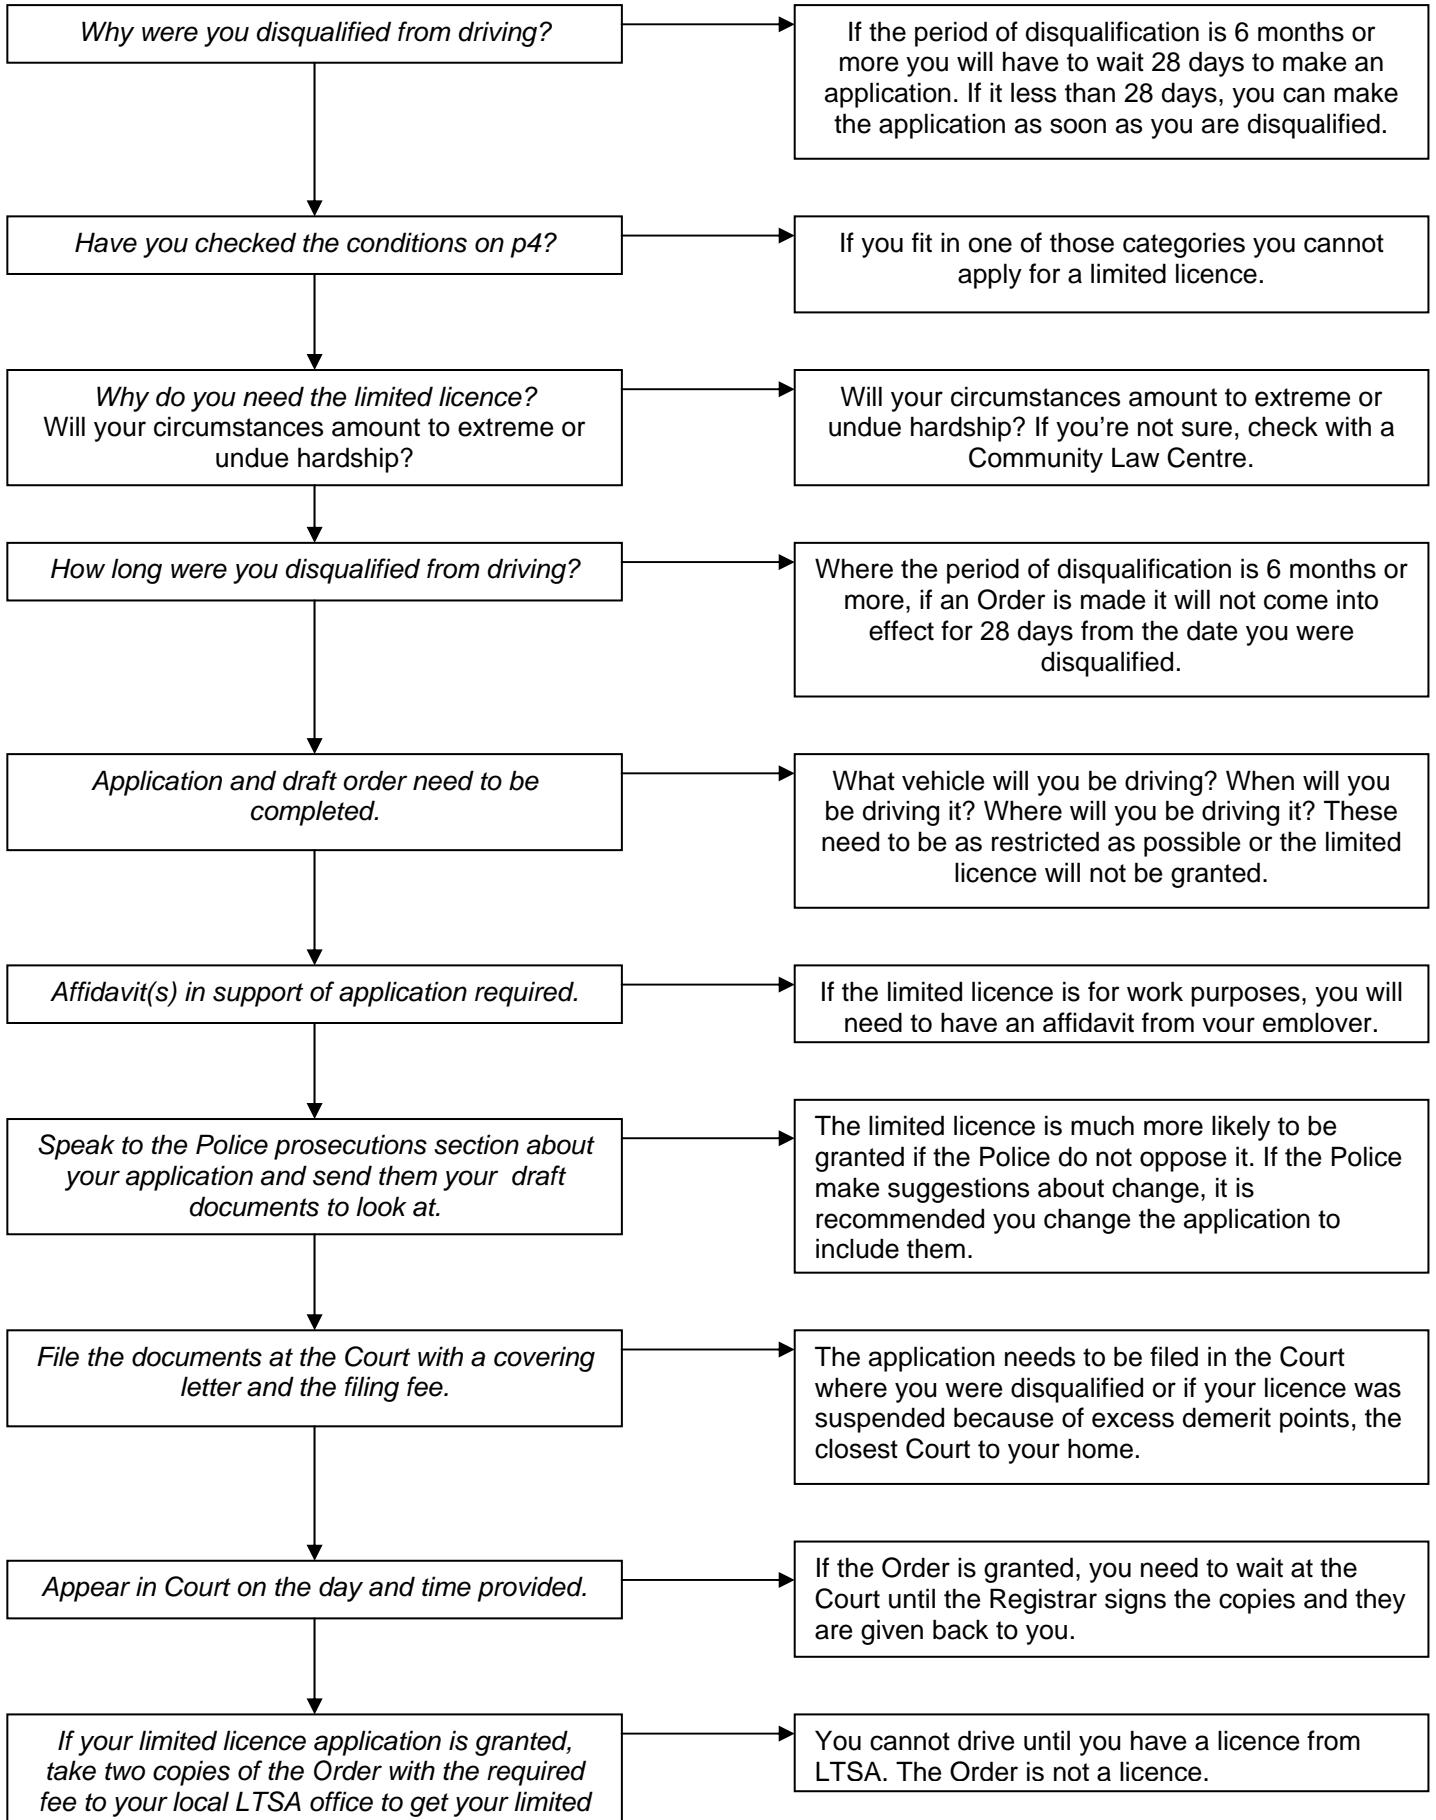 Why were you disqualified from driving?
If the period of disqualification is 6 months or
more you will have to wait 28 days to make an
application. If it less than 28 days, you can make
the application as soon as you are disqualified.
Have you checked the conditions on p4?
If you fit in one of those categories you cannot
apply for a limited licence.
Why do you need the limited licence?
Will your circumstances amount to extreme or
undue hardship?
Will your circumstances amount to extreme or
undue hardship? If you’re not sure, check with a
Community Law Centre.
How long were you disqualified from driving?
Where the period of disqualification is 6 months or
more, if an Order is made it will not come into
effect for 28 days from the date you were
disqualified.
Application and draft order need to be
completed.
What vehicle will you be driving? When will you
be driving it? Where will you be driving it? These
need to be as restricted as possible or the limited
licence will not be granted.
Affidavit(s) in support of application required.
If the limited licence is for work purposes, you will
need to have an affidavit from your employer.
Speak to the Police prosecutions section about
your application and send them your draft
documents to look at.
The limited licence is much more likely to be
granted if the Police do not oppose it. If the Police
make suggestions about change, it is
recommended you change the application to
include them.
File the documents at the Court with a covering
letter and the filing fee.
The application needs to be filed in the Court
where you were disqualified or if your licence was
suspended because of excess demerit points, the
closest Court to your home.
Appear in Court on the day and time provided.
If the Order is granted, you need to wait at the
Court until the Registrar signs the copies and they
are given back to you.
If your limited licence application is granted,
take two copies of the Order with the required
fee to your local LTSA office to get your limited
You cannot drive until you have a licence from
LTSA. The Order is not a licence.